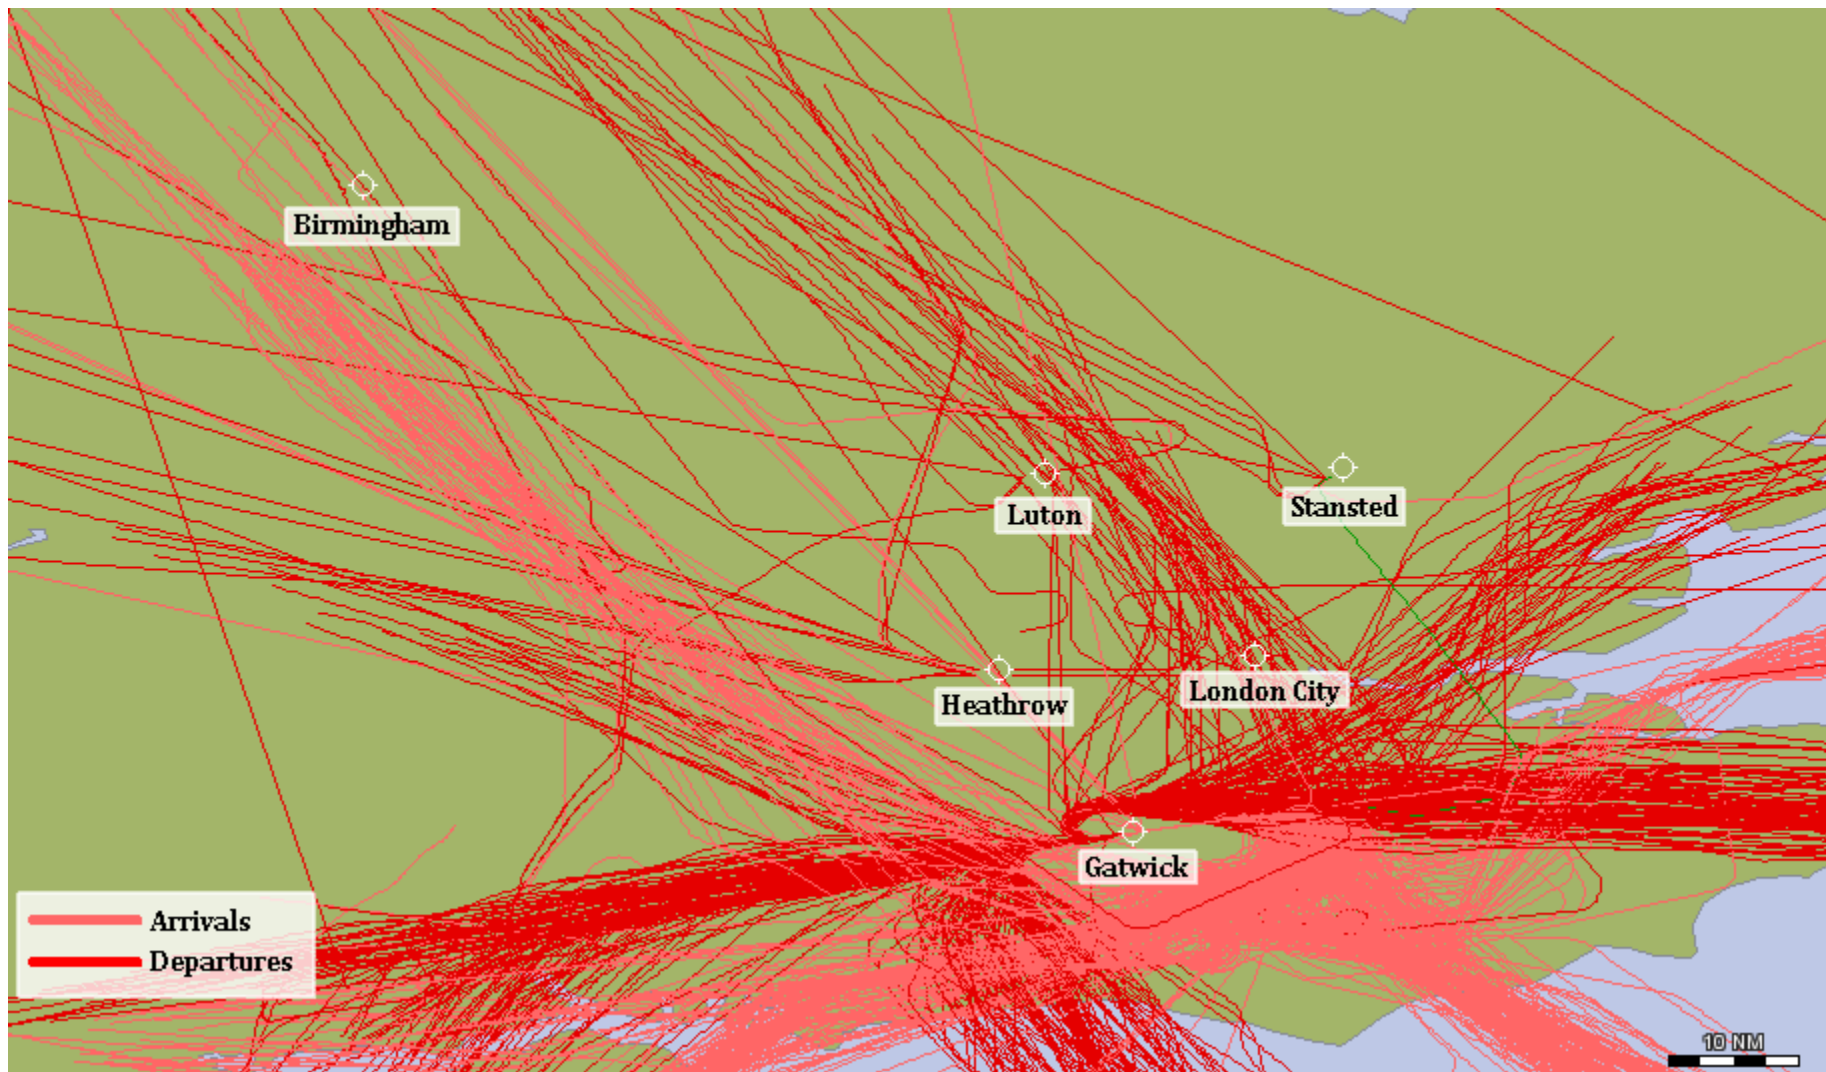 Birmingham
Stansted
Luton
London City
Heathrow
Gatwick
Arrivals
Departures
10 NM